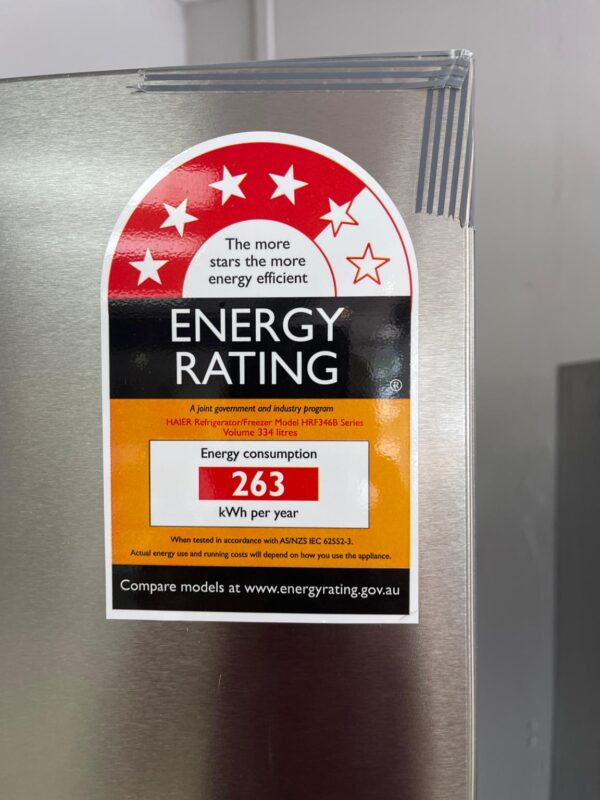 The more
stars the more
energy efficient
ENERGY
RATING
®
A joint government and industry program
HAIER Refrigerator/Freezer Model HRF346B Series
Volume 334 litres
Energy consumption
263
kWh per year
When tested in accordance with AS/NZS IEC 62552-3.
Actual energy use and running costs will depend on how you use the appliance.
Compare models at www.energyrating.gov.au